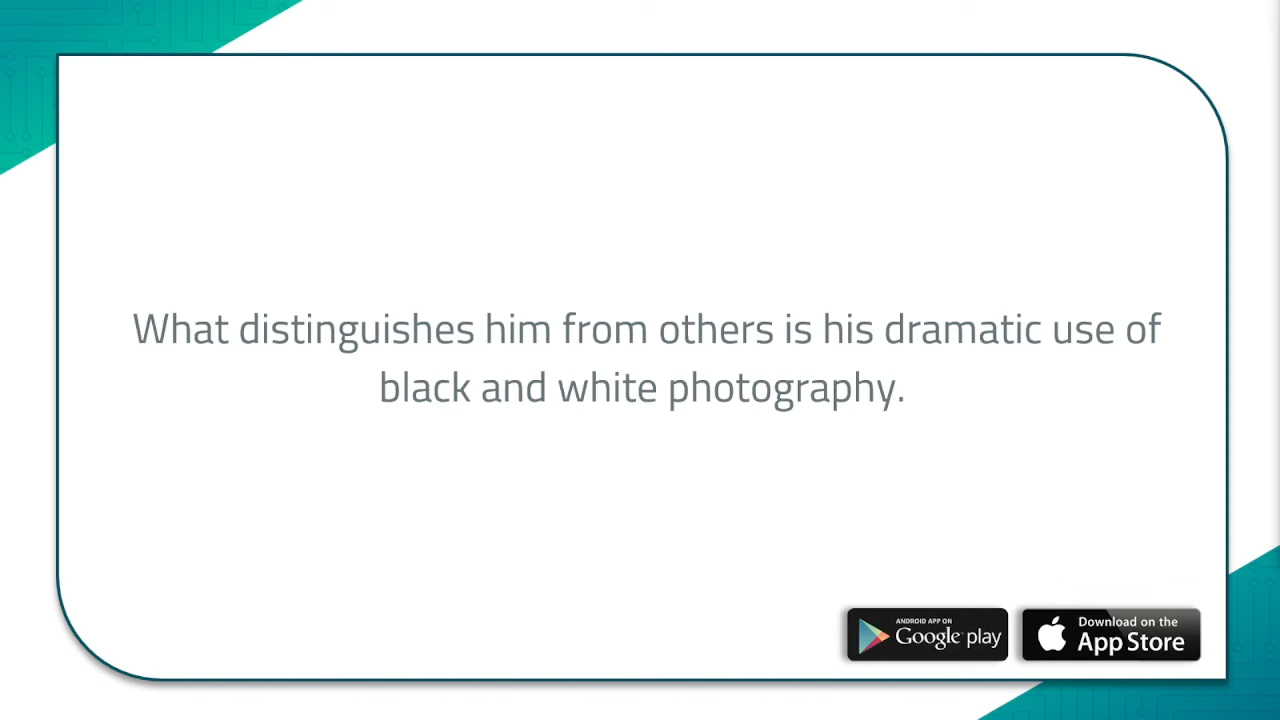 What distinguishes him from others is his dramatic use of
black and white photography.
ANDROID APP ON
Google play
Download on the
App Store